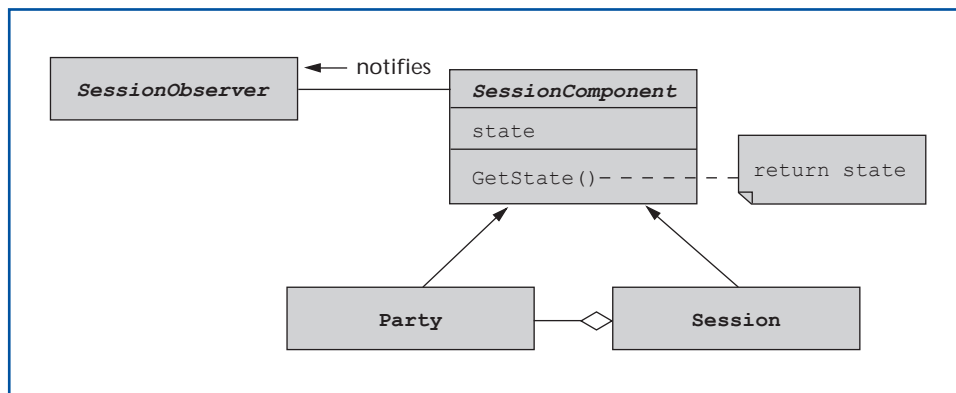 notifies
SessionObserver
SessionComponent
state
GetState()
return state
Party
Session